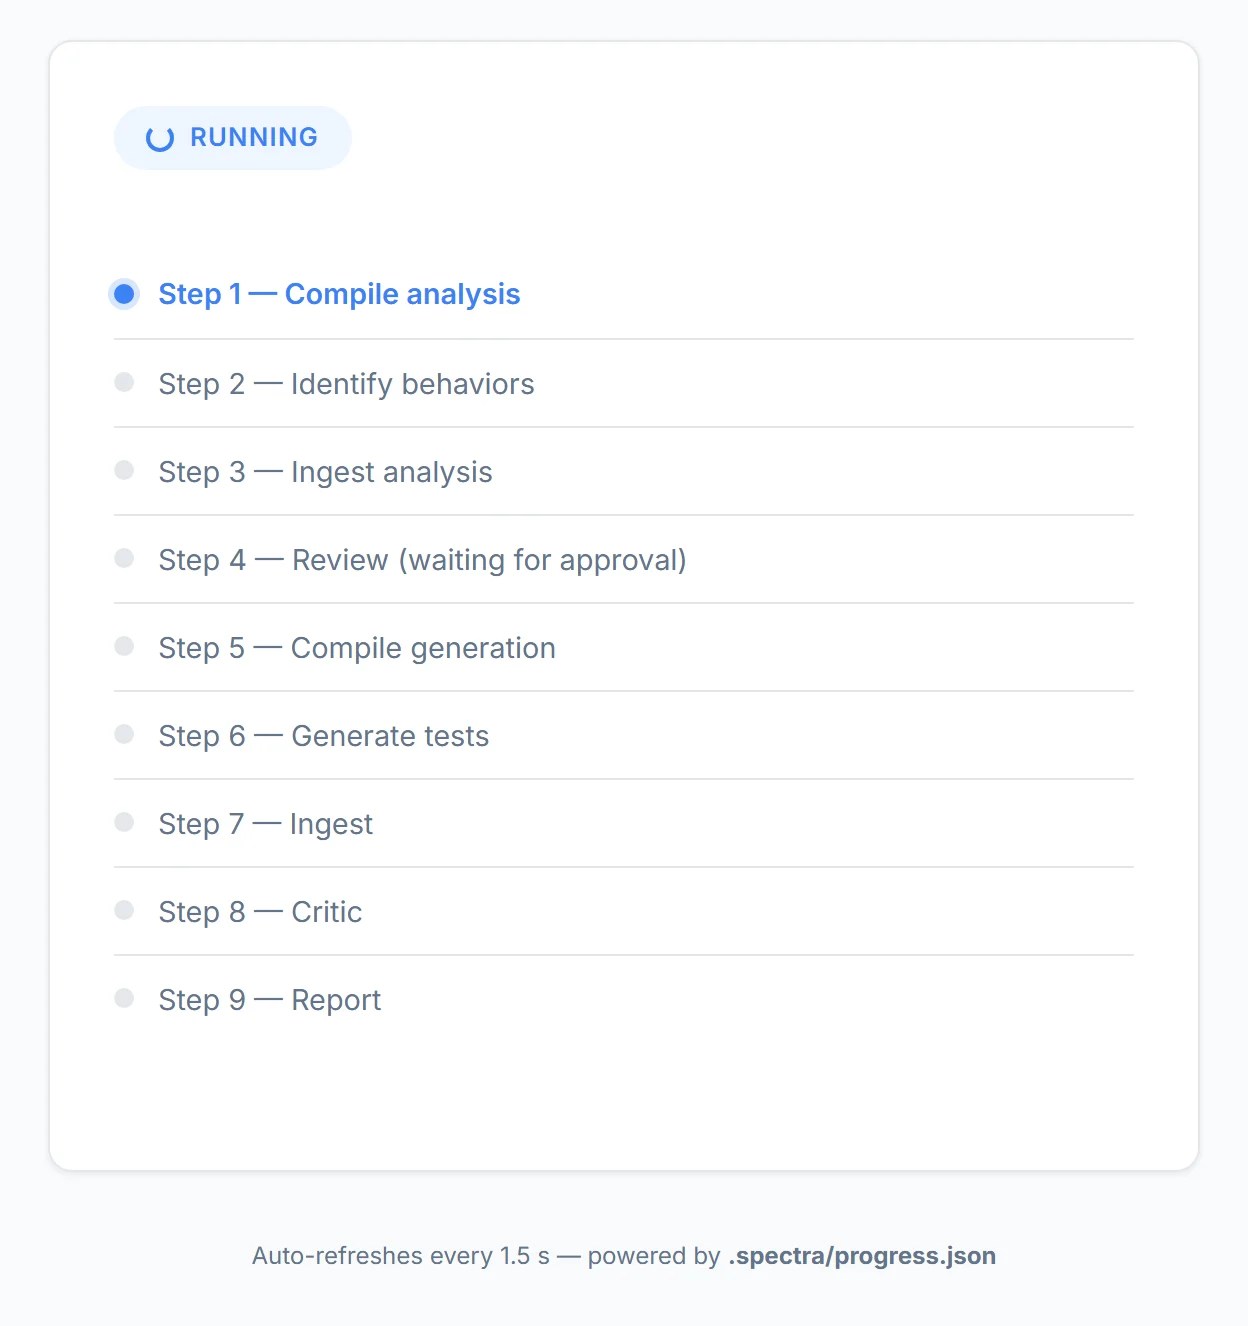 RUNNING
Step 1 — Compile analysis
Step 2 — Identify behaviors
Step 3 — Ingest analysis
Step 4 — Review (waiting for approval)
Step 5 — Compile generation
Step 6 — Generate tests
Step 7 — Ingest
Step 8 — Critic
Step 9 — Report
Auto-refreshes every 1.5 s — powered by .spectra/progress.json